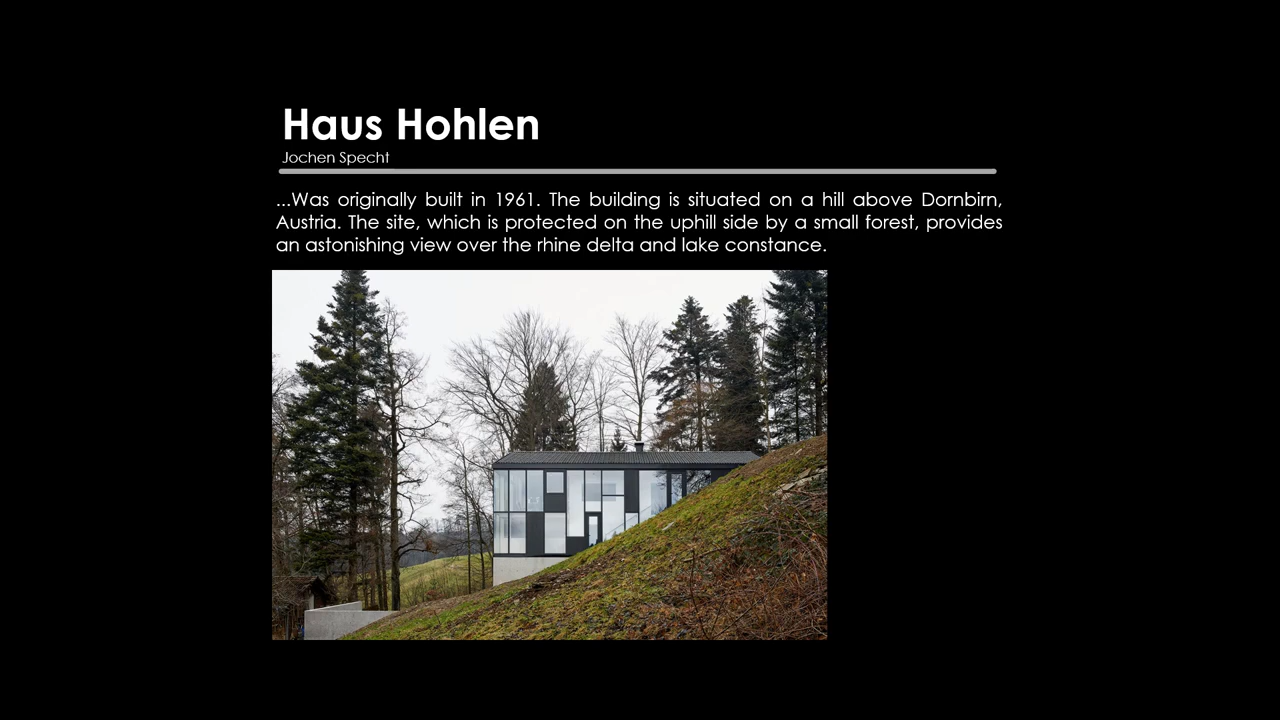 Haus Hohlen
Jochen Specht
...Was originally built in 1961. The building is situated on a hill above Dornbirn,
Austria. The site, which is protected on the uphill side by a small forest, provides
an astonishing view over the rhine delta and lake constance.